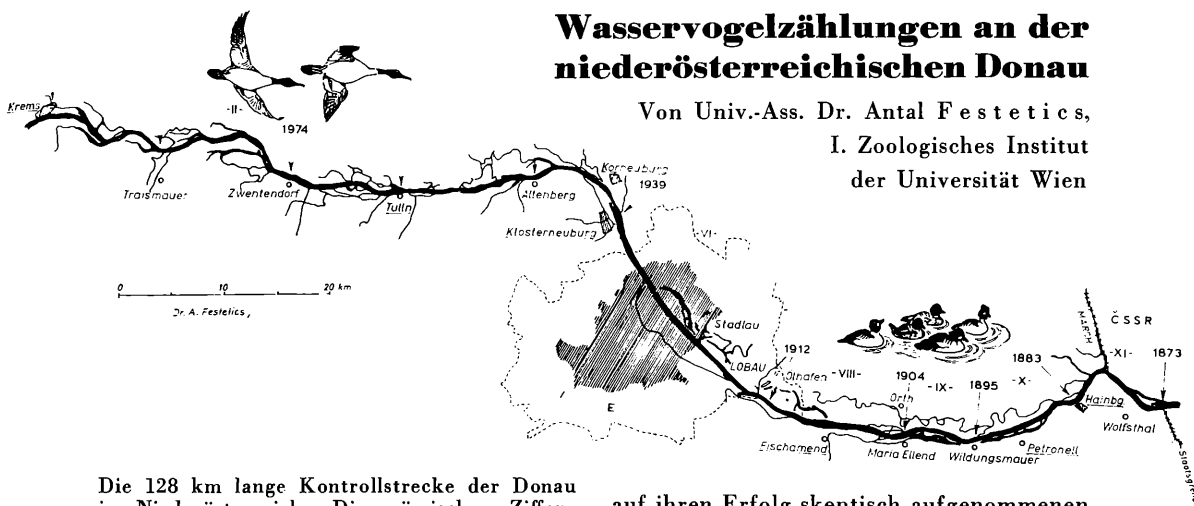 Wasservogelzählungen an der
niederösterreichischen Donau
Von Univ.-Ass. Dr. Antal Festetics,
I. Zoologisches Institut
der Universität Wien
Krems
-II-
1974
Traismauer
Zwentendorf
Tulln
Altenberg
Korneuburg
1939
Klosterneuburg
-VI-
0 10 20 km
Dr. A. Festetics,
Stadlau
LOBAU
1912
Ölhafen
-VIII-
1904
-IX-
1895
-X-
1883
MARCH
ČSSR
-XI-
1873
Orth
Hainbg
Wolfsthal
E
Fischamend
Maria Ellend
Wildungsmauer
Petronell
Staatsgrenze
Die 128 km lange Kontrollstrecke der Donau
auf ihren Erfolg skeptisch aufgenommenen